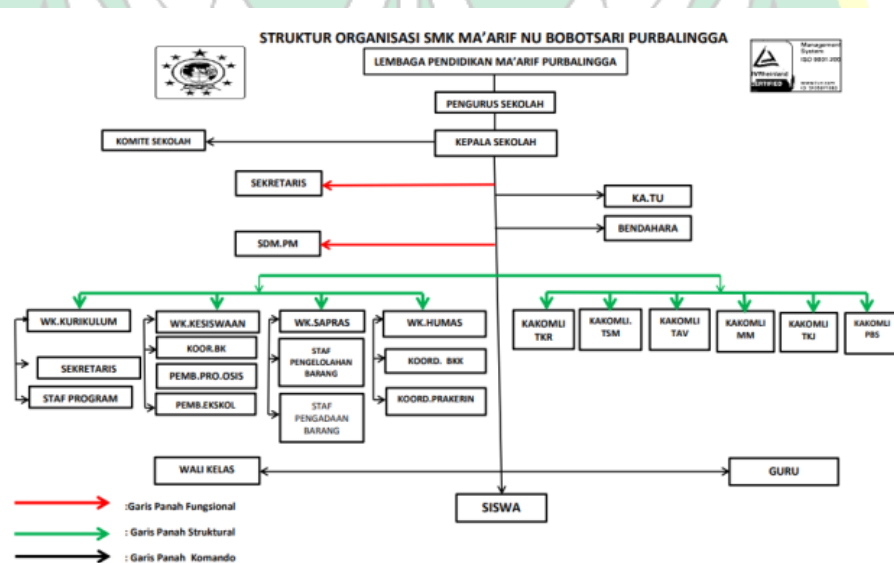 STRUKTUR ORGANISASI SMK MA'ARIF NU BOBOTSARI PURBALINGGA
LEMBAGA PENDIDIKAN MA'ARIF PURBALINGGA
Management
System
TÜVRheinland
CERTIFIED
PENGURUS SEKOLAH
KOMITE SEKOLAH
KEPALA SEKOLAH
SEKRETARIS
KA.TU
BENDAHARA
SDM.PM
WK.KURIKULUM
SEKRETARIS
STAF PROGRAM
WK.KESISWAAN
KOOR.BK
PEMB.PRO.OSIS
PEMB.EKSKOL
WK.SAPRAS
STAF
PENGELOLAHAN
BARANG
STAF
PENGADAAN
BARANG
WK.HUMAS
KOORD. BKK
KOORD.PRAKERIN
KAKOMLI
TKR
KAKOMLI.
TSM
KAKOMLI
TAV
KAKOMLI
MM
KAKOMLI
TKJ
KAKOMLI
PBS
WALI KELAS
GURU
SISWA
:Garis Panah Fungsional
: Garis Panah Struktural
: Garis Panah Komando